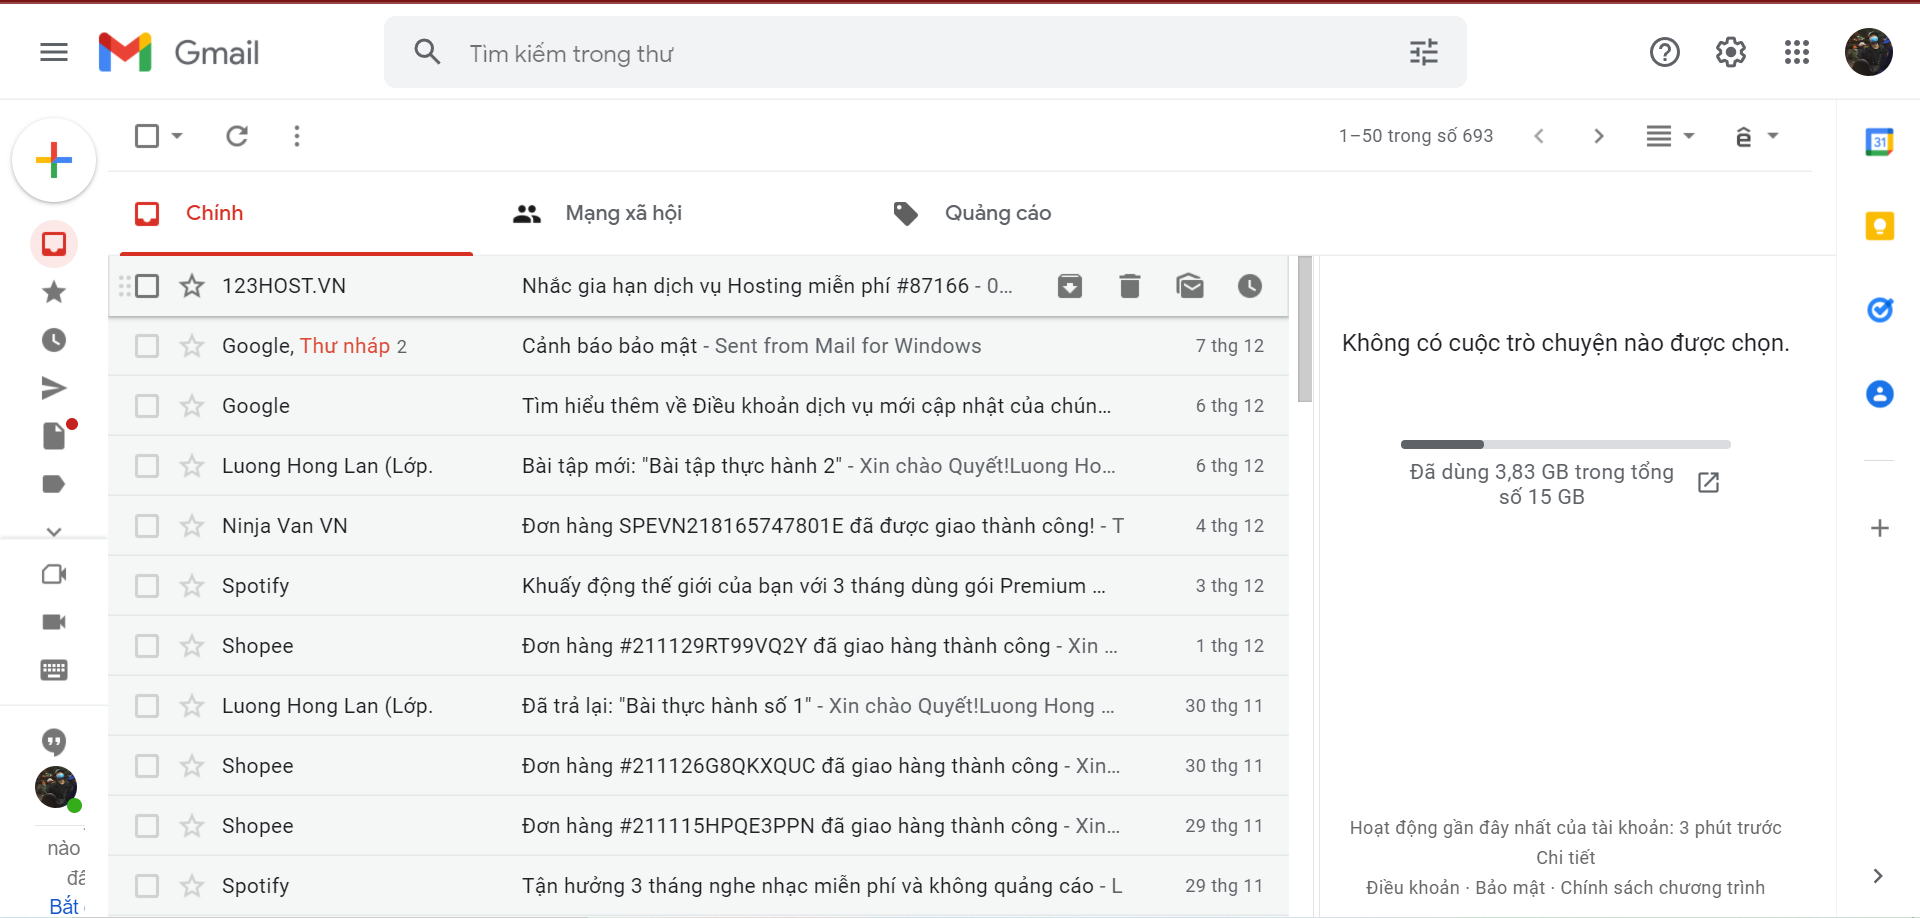 Gmail
Tìm kiếm trong thư
1–50 trong số 693
31
Chính
Mạng xã hội
Quảng cáo
123HOST.VN Nhắc gia hạn dịch vụ Hosting miễn phí #87166 - 0...
Google, Thư nháp 2 Cảnh báo bảo mật - Sent from Mail for Windows 7 thg 12
Google Tìm hiểu thêm về Điều khoản dịch vụ mới cập nhật của chún... 6 thg 12
Luong Hong Lan (Lớp. Bài tập mới: "Bài tập thực hành 2" - Xin chào Quyết!Luong Ho... 6 thg 12
Ninja Van VN Đơn hàng SPEVN218165747801E đã được giao thành công! - T 4 thg 12
Spotify Khuấy động thế giới của bạn với 3 tháng dùng gói Premium ... 3 thg 12
Shopee Đơn hàng #211129RT99VQ2Y đã giao hàng thành công - Xin ... 1 thg 12
Luong Hong Lan (Lớp. Đã trả lại: "Bài thực hành số 1" - Xin chào Quyết!Luong Hong ... 30 thg 11
Shopee Đơn hàng #211126G8QKXQUC đã giao hàng thành công - Xin... 30 thg 11
Shopee Đơn hàng #211115HPQE3PPN đã giao hàng thành công - Xin... 29 thg 11
Spotify Tận hưởng 3 tháng nghe nhạc miễn phí và không quảng cáo - L 29 thg 11
Không có cuộc trò chuyện nào được chọn.
Đã dùng 3,83 GB trong tổng
số 15 GB
Hoạt động gần đây nhất của tài khoản: 3 phút trước
Chi tiết
Điều khoản · Bảo mật · Chính sách chương trình
nào
Bắt